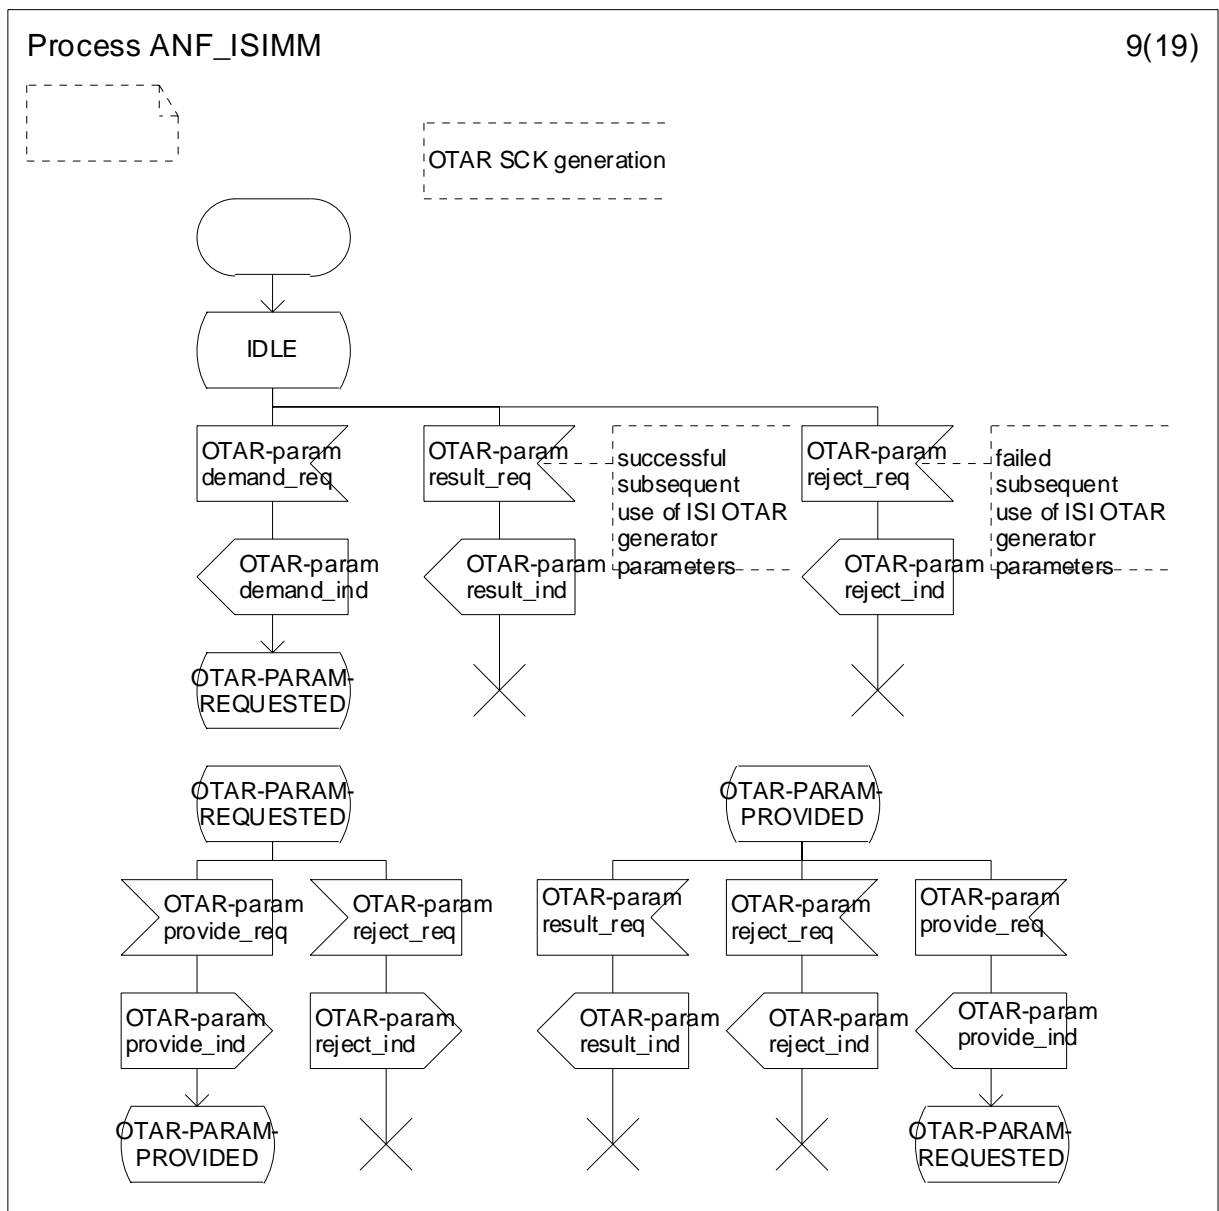 Process ANF_ISIMM
9(19)
OTAR SCK generation
IDLE
OTAR-param
demand_req
OTAR-param
result_req
successful
subsequent
use of ISI OTAR
generator
parameters
OTAR-param
reject_req
failed
subsequent
use of ISI OTAR
generator
parameters
OTAR-param
demand_ind
OTAR-param
result_ind
OTAR-param
reject_ind
OTAR-PARAM-
REQUESTED
OTAR-PARAM-
REQUESTED
OTAR-PARAM-
PROVIDED
OTAR-param
provide_req
OTAR-param
reject_req
OTAR-param
result_req
OTAR-param
reject_req
OTAR-param
provide_req
OTAR-param
provide_ind
OTAR-param
reject_ind
OTAR-param
result_ind
OTAR-param
reject_ind
OTAR-param
provide_ind
OTAR-PARAM-
PROVIDED
OTAR-PARAM-
REQUESTED